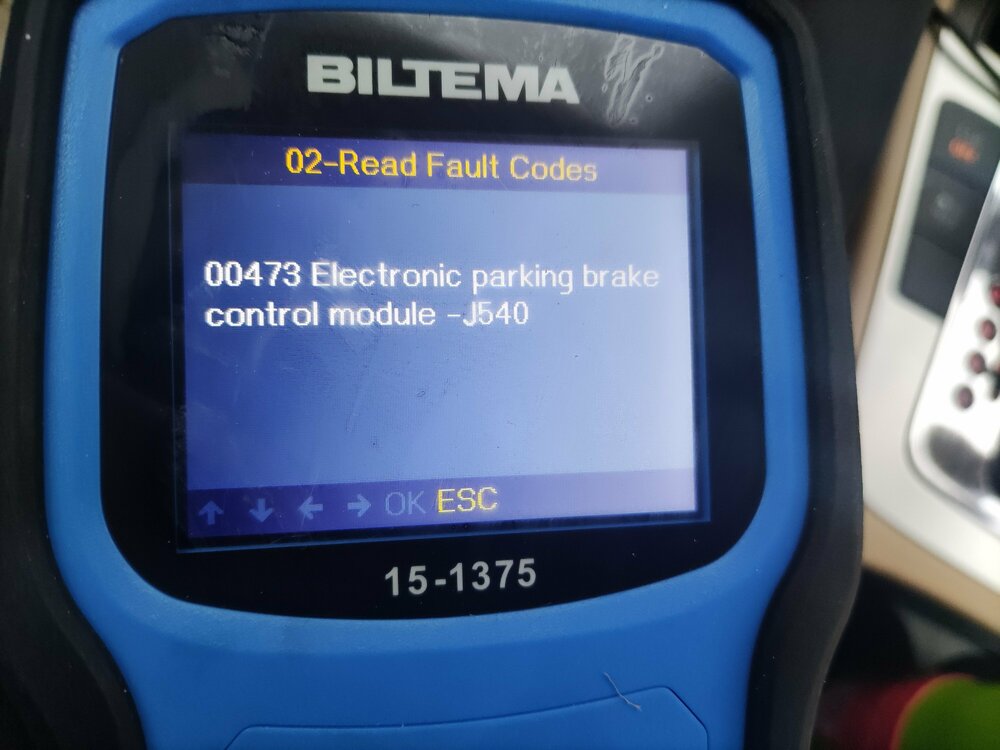 BILTEMA
02-Read Fault Codes
00473 Electronic parking brake
control module -J540
↑ ↓ ← → OK ESC
15-1375